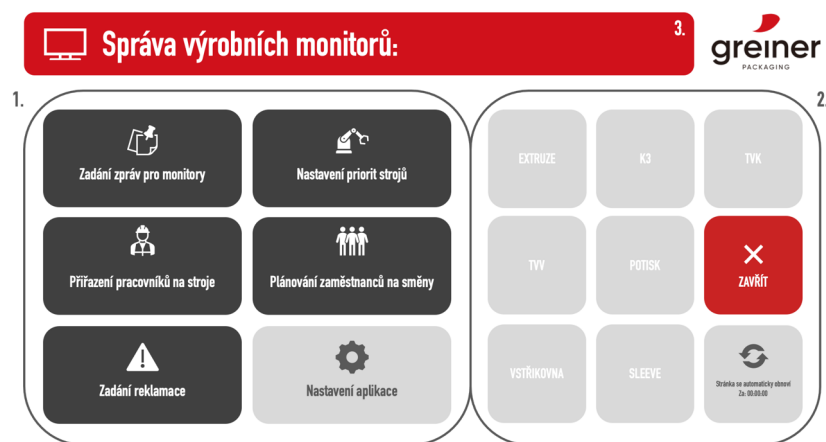 Správa výrobních monitorů:
3.
greiner
PACKAGING
1.
2.
Zadání zpráv pro monitory
Nastavení priorit strojů
EXTRUZE
K3
TVK
Přiřazení pracovníků na stroje
Plánování zaměstnanců na směny
TVV
POTISK
ZAVŘÍT
Zadání reklamace
Nastavení aplikace
VSTŘIKOVNA
SLEEVE
Stránka se automaticky obnoví
Za: 00:00:00